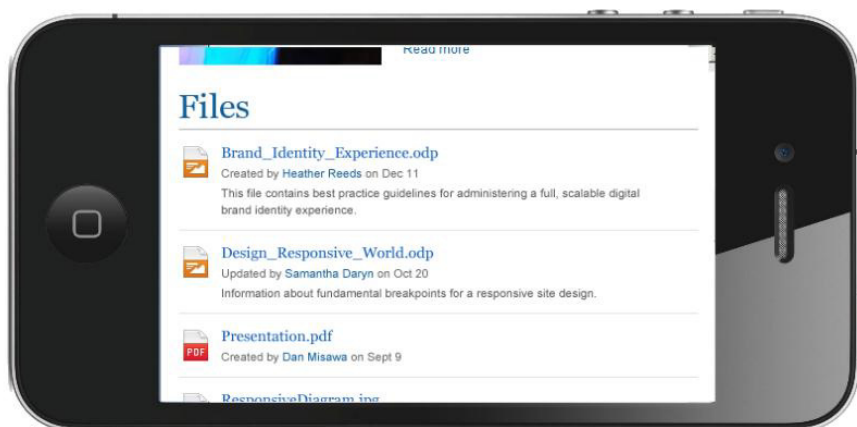 Read more
Files
Brand_Identity_Experience.odp
Created by Heather Reeds on Dec 11
This file contains best practice guidelines for administering a full, scalable digital
brand identity experience.
Design_Responsive_World.odp
Updated by Samantha Daryn on Oct 20
Information about fundamental breakpoints for a responsive site design.
Presentation.pdf
PDF
Created by Dan Misawa on Sept 9
ResponsiveDiagram.jpg